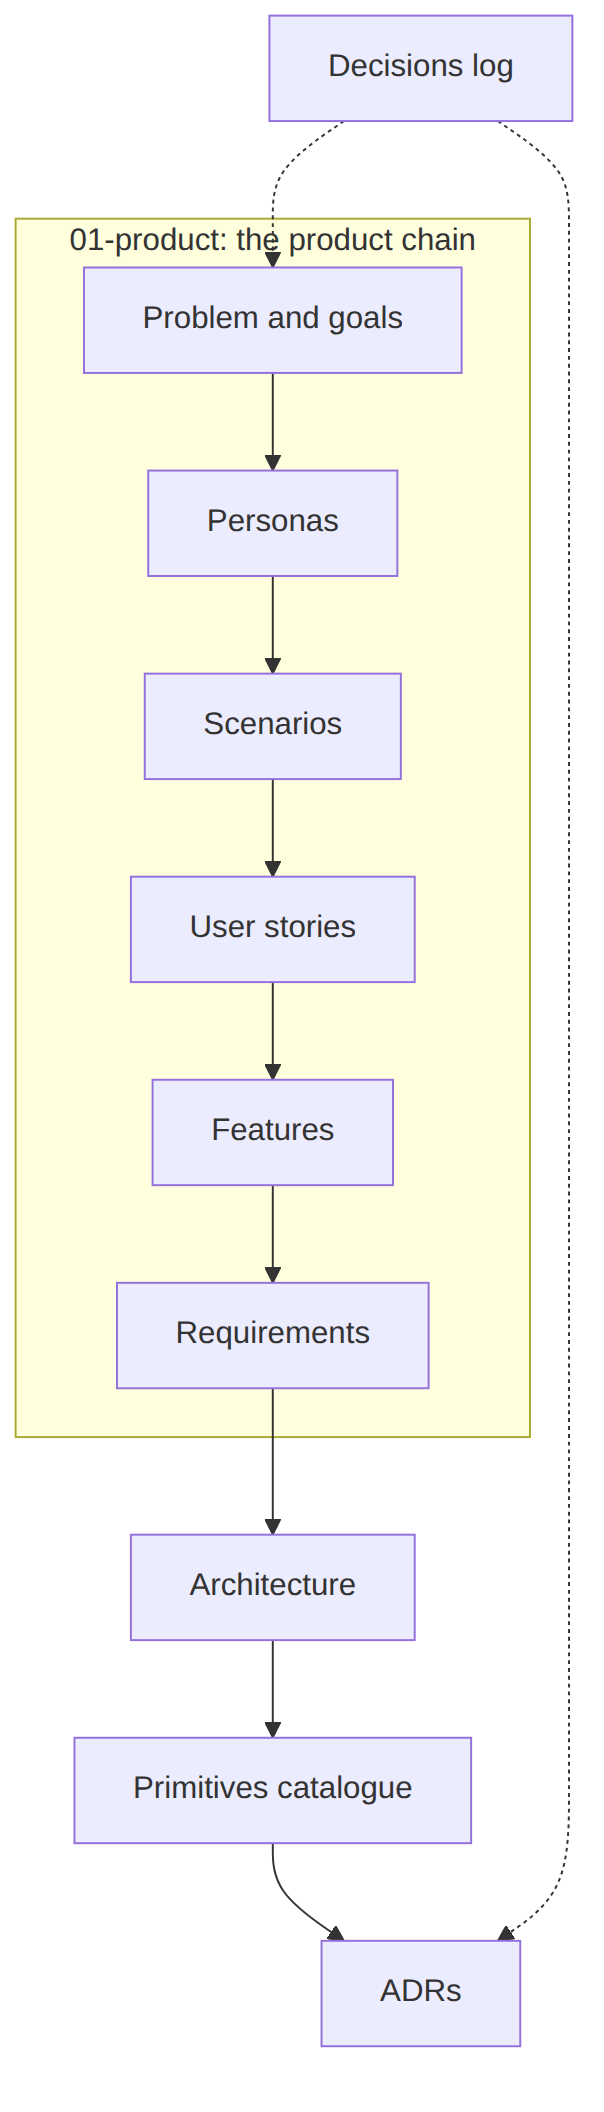 Decisions log
01-product: the product chain
Problem and goals
Personas
Scenarios
User stories
Features
Requirements
Architecture
Primitives catalogue
ADRs